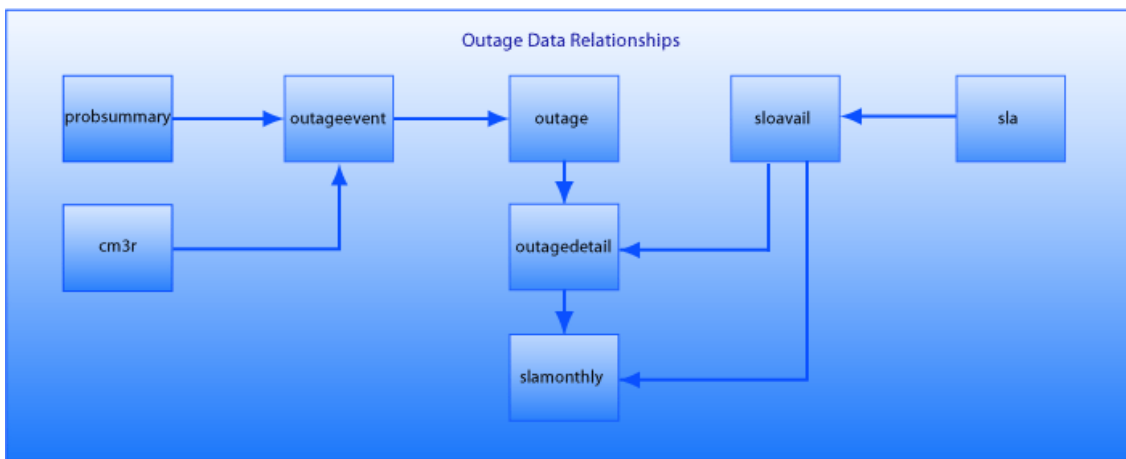 Outage Data Relationships
probsummary
outageevent
outage
sloavail
sla
cm3r
outagedetail
slamonthly